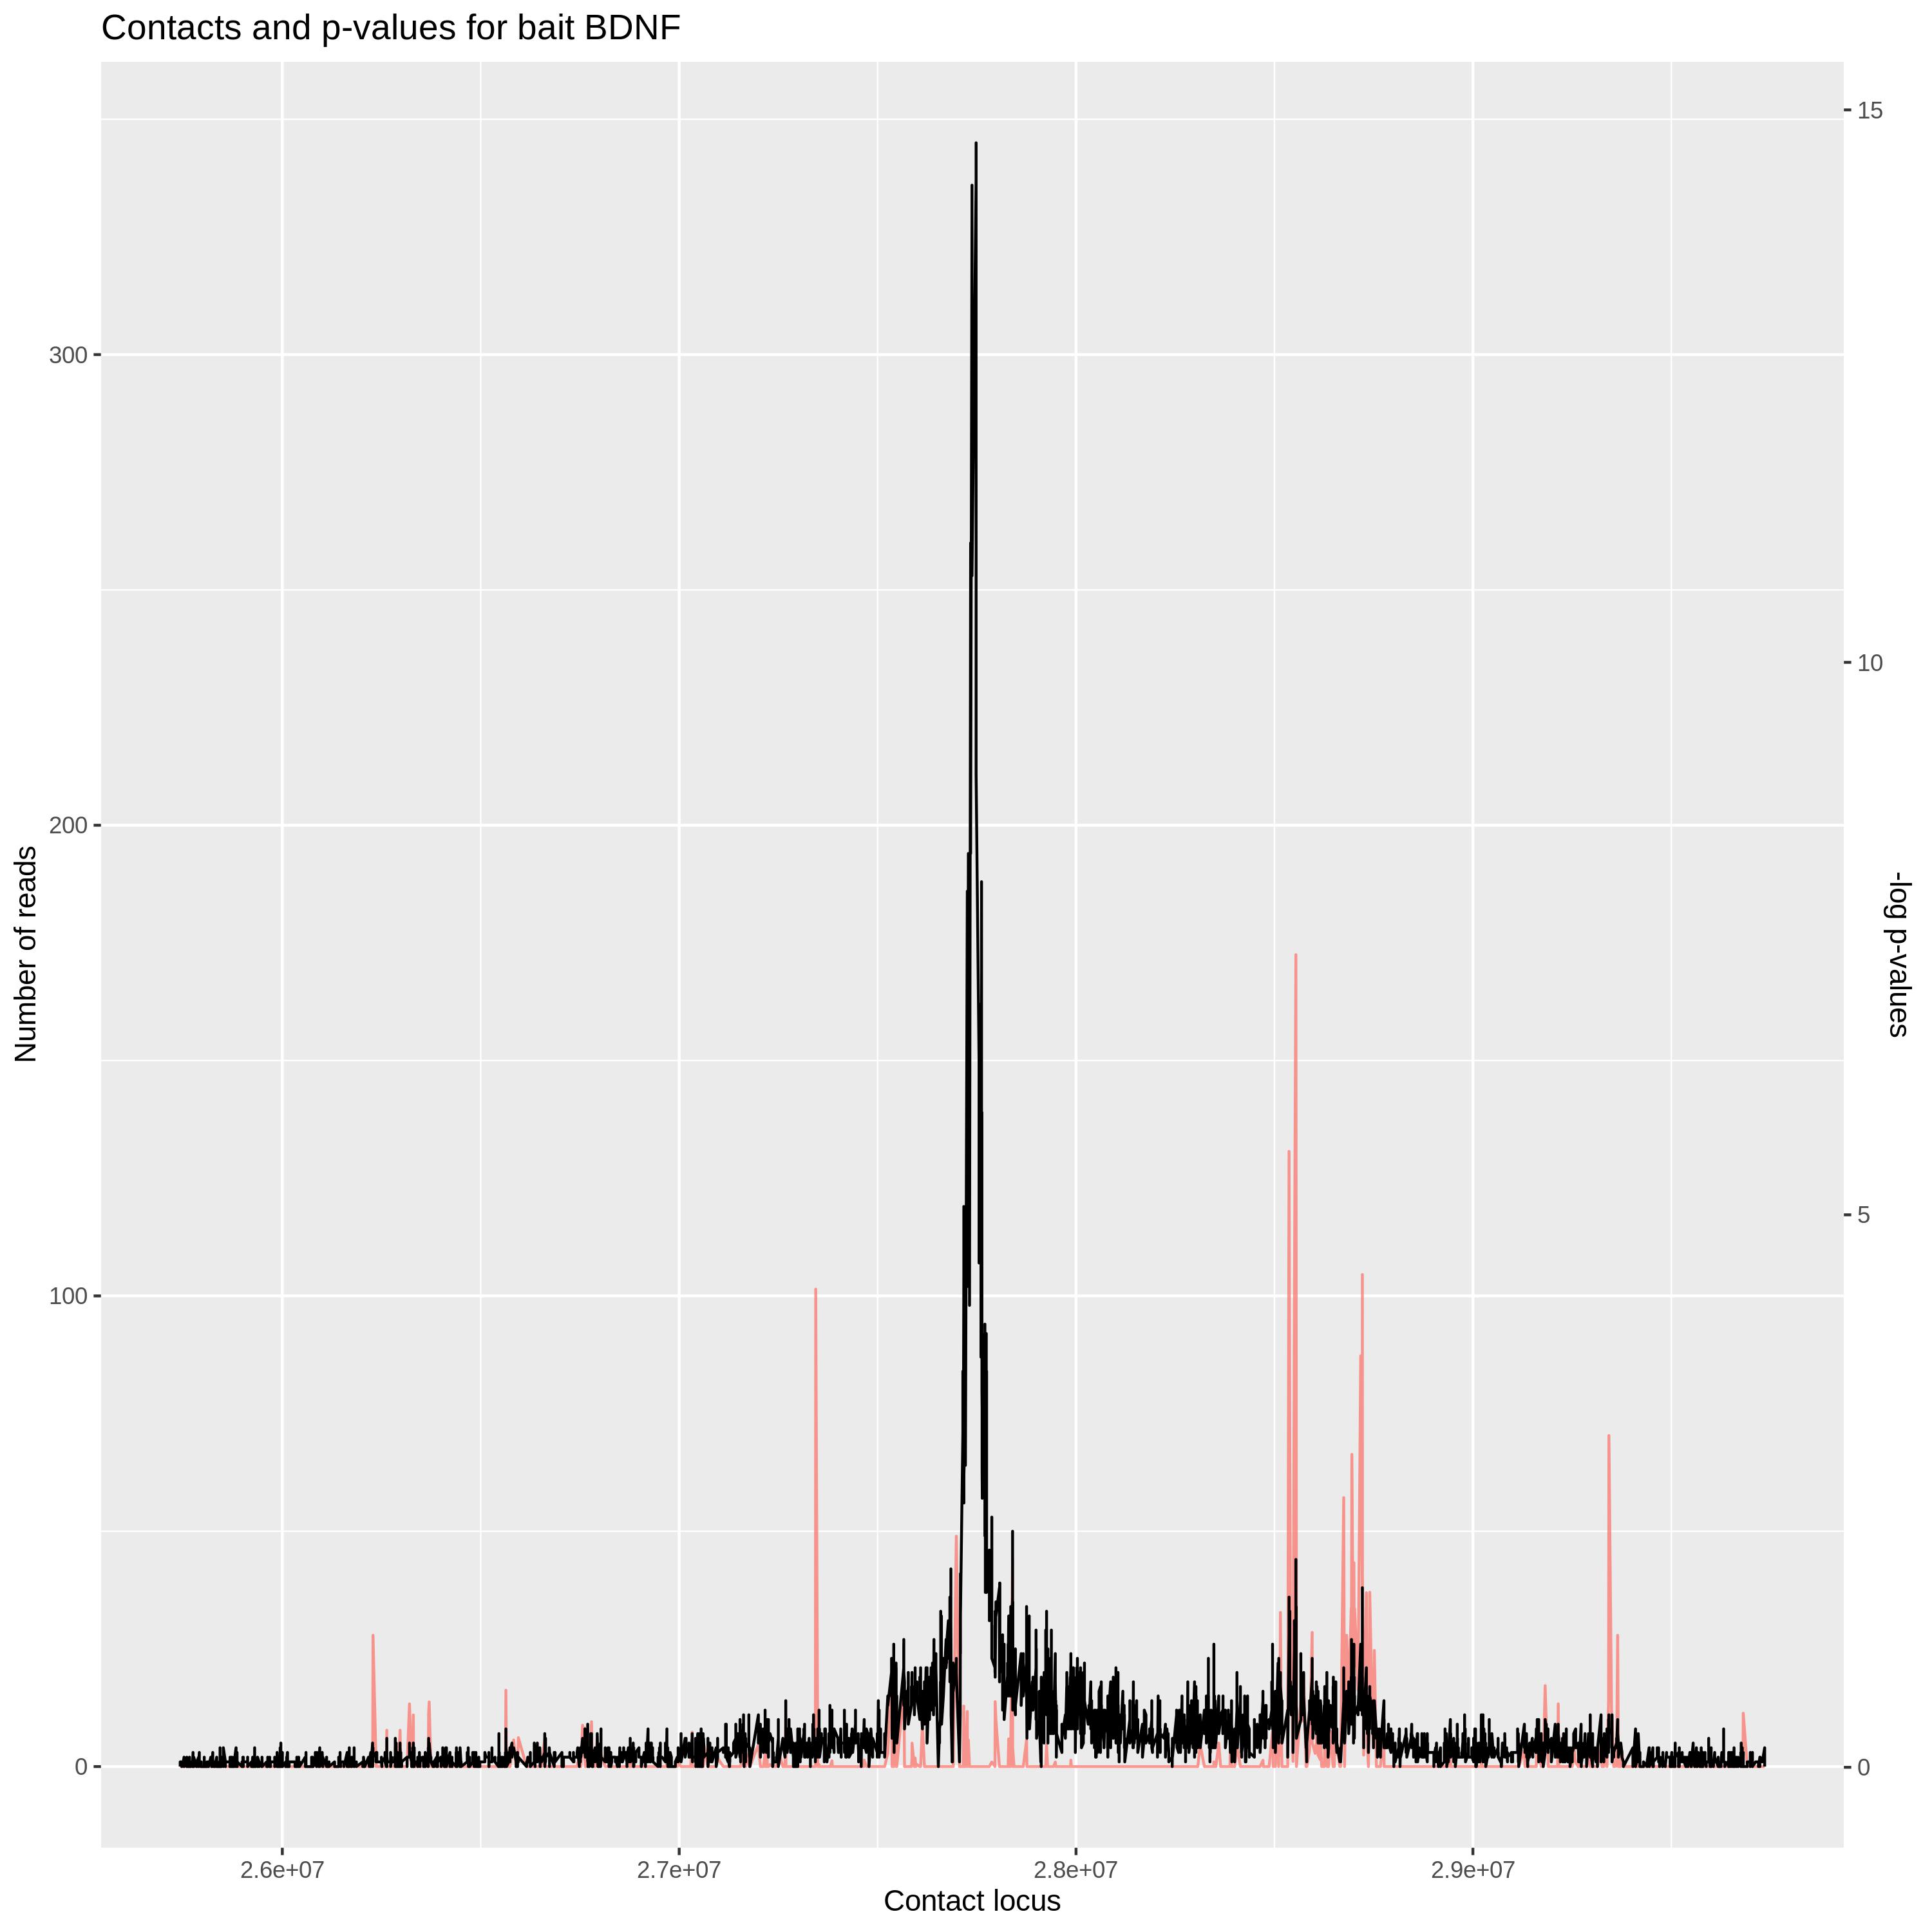 Contacts and p-values for bait BDNF
15
300
10
200
Number of reads
-log p-values
5
100
0
0
2.6e+07
2.7e+07
2.8e+07
2.9e+07
Contact locus